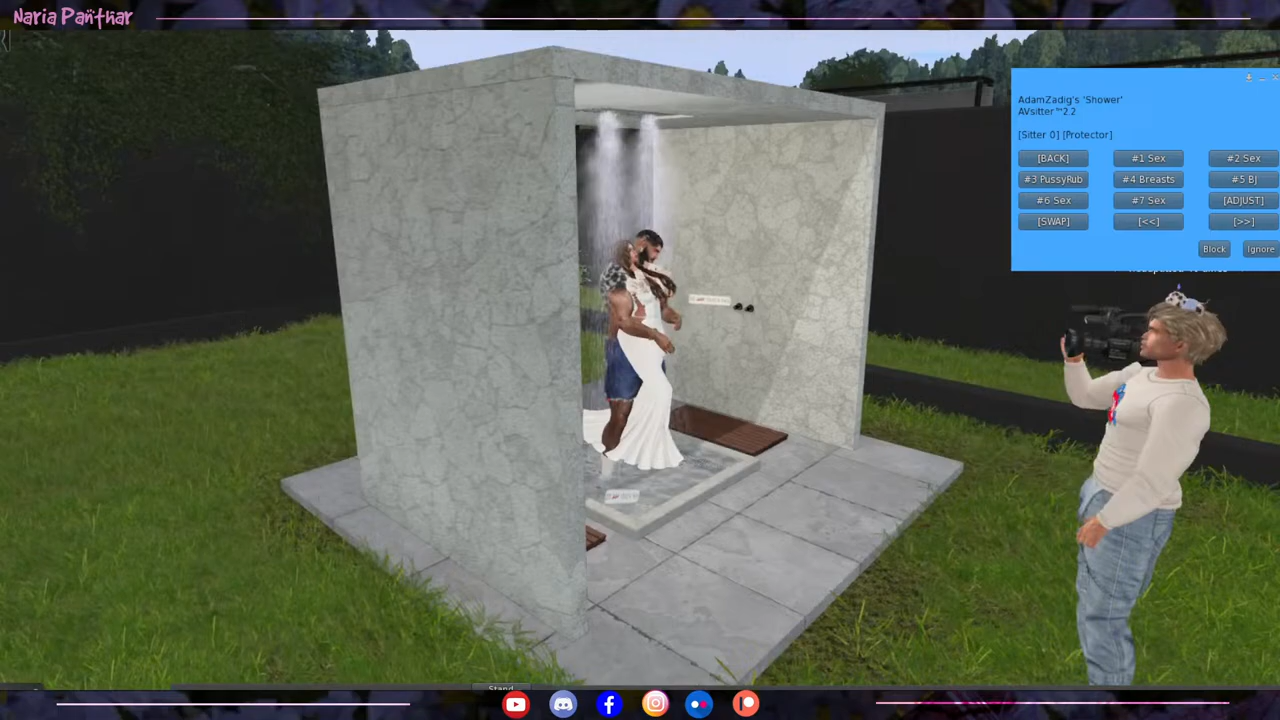 Naria Panthar
AdamZadig's 'Shower'
AVsitter™2.2
[Sitter 0] [Protector]
[BACK] #1 Sex #2 Sex
#3 PussyRub #4 Breasts #5 BJ
#6 Sex #7 Sex [ADJUST]
[SWAP] [<<] [>>]
Block Ignore
Stand